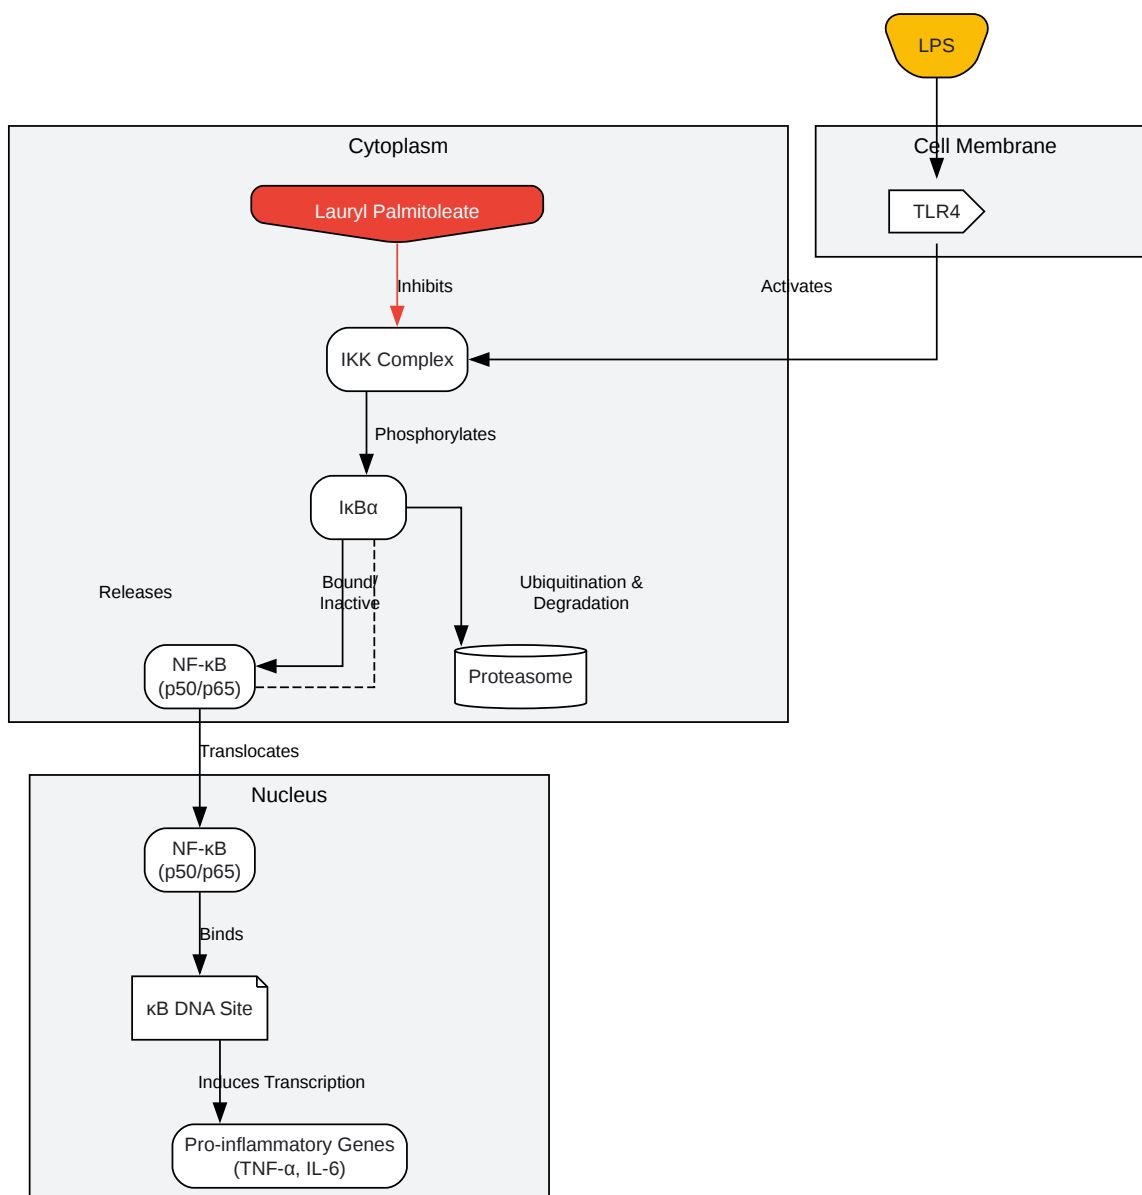 LPS
Cytoplasm
Cell Membrane
Lauryl Palmitoleate
TLR4
Inhibits
Activates
IKK Complex
Phosphorylates
IκBα
Releases
Bound/
Inactive
Ubiquitination &
Degradation
NF-κB
(p50/p65)
Proteasome
Translocates
Nucleus
NF-κB
(p50/p65)
Binds
κB DNA Site
Induces Transcription
Pro-inflammatory Genes
(TNF-α, IL-6)